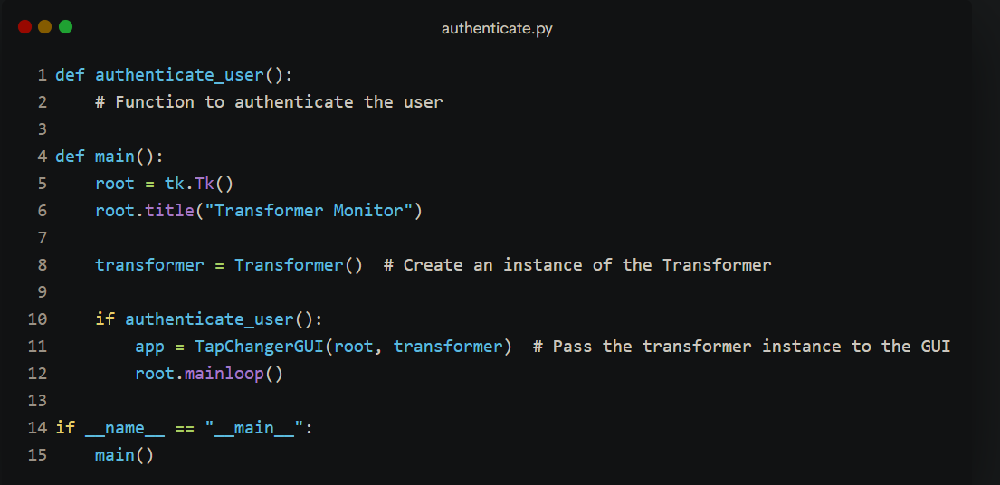 authenticate.py
1 def authenticate_user():
2     # Function to authenticate the user
3
4 def main():
5     root = tk.Tk()
6     root.title("Transformer Monitor")
7
8     transformer = Transformer()  # Create an instance of the Transformer
9
10     if authenticate_user():
11         app = TapChangerGUI(root, transformer)  # Pass the transformer instance to the GUI
12         root.mainloop()
13
14 if __name__ == "__main__":
15     main()